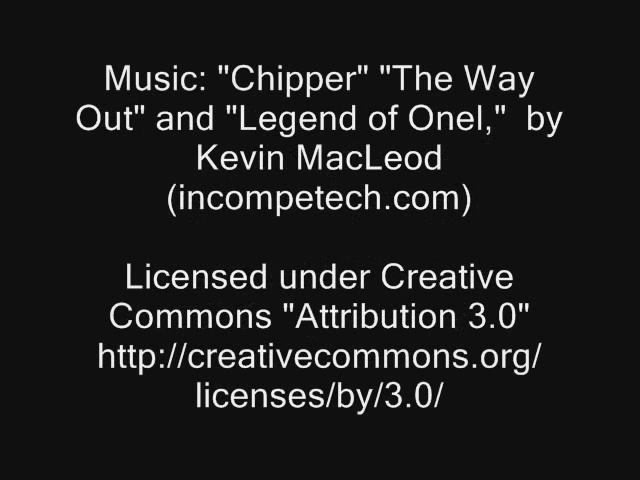 Music: "Chipper" "The Way
Out" and "Legend of Onel,"  by
Kevin MacLeod
(incompetech.com)
Licensed under Creative
Commons "Attribution 3.0"
http://creativecommons.org/
licenses/by/3.0/